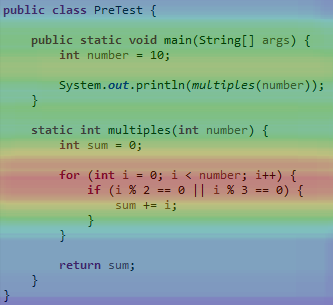 public class PreTest {
public static void main(String[] args) {
int number = 10;
System.out.println(multiples(number));
}
static int multiples(int number) {
int sum = 0;
for (int i = 0; i < number; i++) {
if (i % 2 == 0 || i % 3 == 0) {
sum += i;
}
}
return sum;
}
}